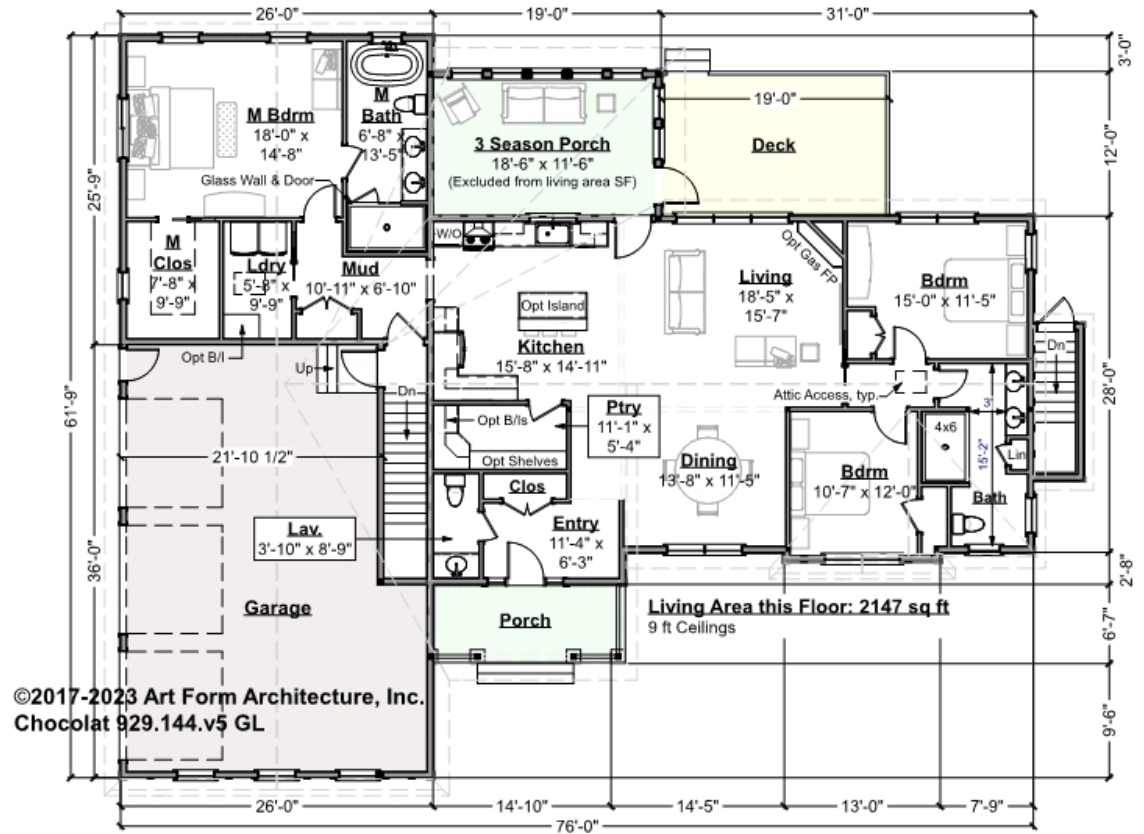 26'-0"
19'-0"
31'-0"
3'-0"
19'-0"
12'-0"
25'-9"
61'-9"
M Bdrm
18'-0" x
14'-8"
M
Bath
6'-8" x
13'-5"
Glass Wall & Door
3 Season Porch
18'-6" x 11'-6"
(Excluded from living area SF)
Deck
M
Clos
7'-8" x
9'-9"
Ldry
5'-8" x
9'-9"
Mud
10'-11" x 6'-10"
W/O
Opt Island
Kitchen
15'-8" x 14'-11"
Living
18'-5" x
15'-7"
Opt Gas FP
Bdrm
15'-0" x 11'-5"
Opt B/I
Up
Dn
Dn
Attic Access, typ.
28'-0"
Opt B/Is
Opt Shelves
Ptry
11'-1" x
5'-4"
21'-10 1/2"
Dining
13'-8" x 11'-5"
Bdrm
10'-7" x 12'-0"
4x6
3'
15'-2"
Lin
Bath
Clos
Lav.
3'-10" x 8'-9"
Entry
11'-4" x
6'-3"
36'-0"
2'-8"
Garage
Porch
Living Area this Floor: 2147 sq ft
9 ft Ceilings
6'-7"
©2017-2023 Art Form Architecture, Inc.
Chocolat 929.144.v5 GL
9'-6"
26'-0"
14'-10"
14'-5"
13'-0"
7'-9"
76'-0"